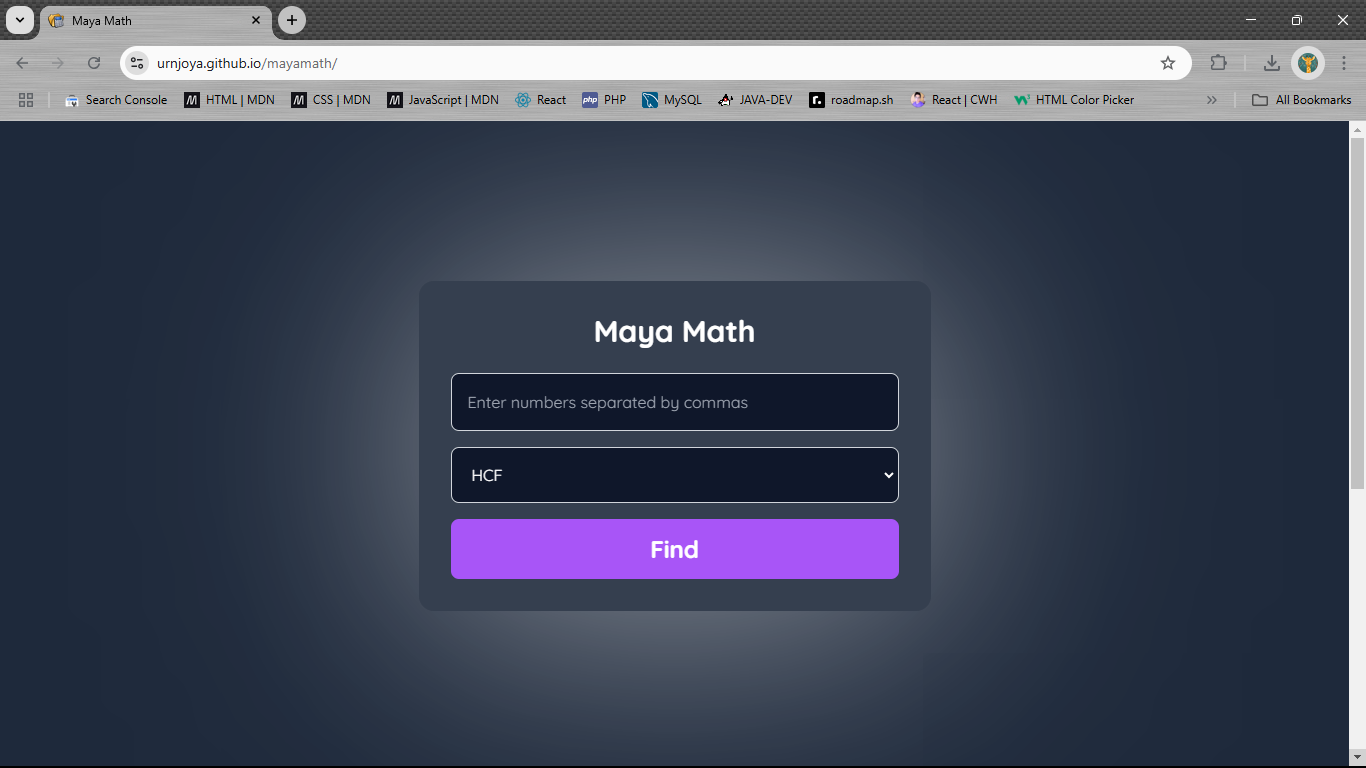 Maya Math
urnjoya.github.io/mayamath/
Search Console
HTML | MDN
CSS | MDN
JavaScript | MDN
React
php PHP
MySQL
JAVA-DEV
r. roadmap.sh
React | CWH
HTML Color Picker
All Bookmarks
Maya Math
Enter numbers separated by commas
HCF
Find